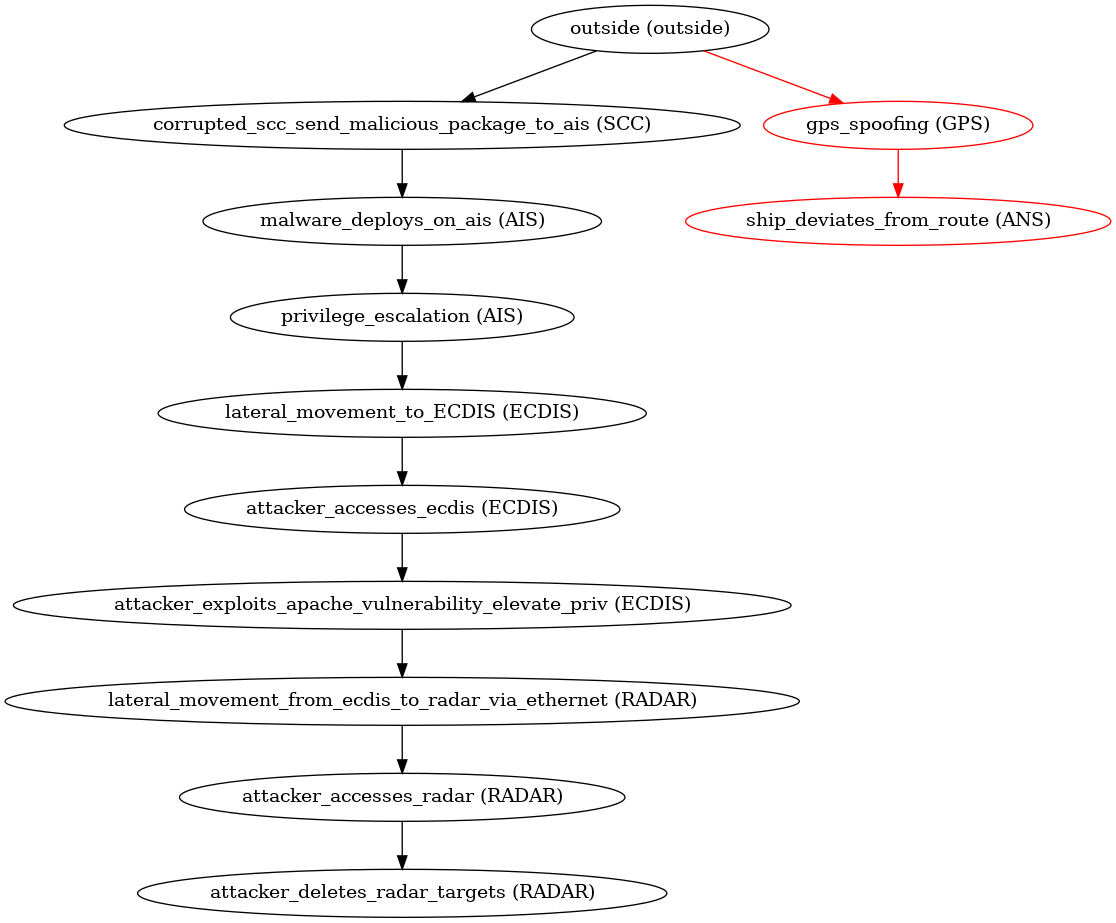 outside (outside)
corrupted_scc_send_malicious_package_to_ais (SCC)
gps_spoofing (GPS)
malware_deploys_on_ais (AIS)
ship_deviates_from_route (ANS)
privilege_escalation (AIS)
lateral_movement_to_ECDIS (ECDIS)
attacker_accesses_ecdis (ECDIS)
attacker_exploits_apache_vulnerability_elevate_priv (ECDIS)
lateral_movement_from_ecdis_to_radar_via_ethernet (RADAR)
attacker_accesses_radar (RADAR)
attacker_deletes_radar_targets (RADAR)